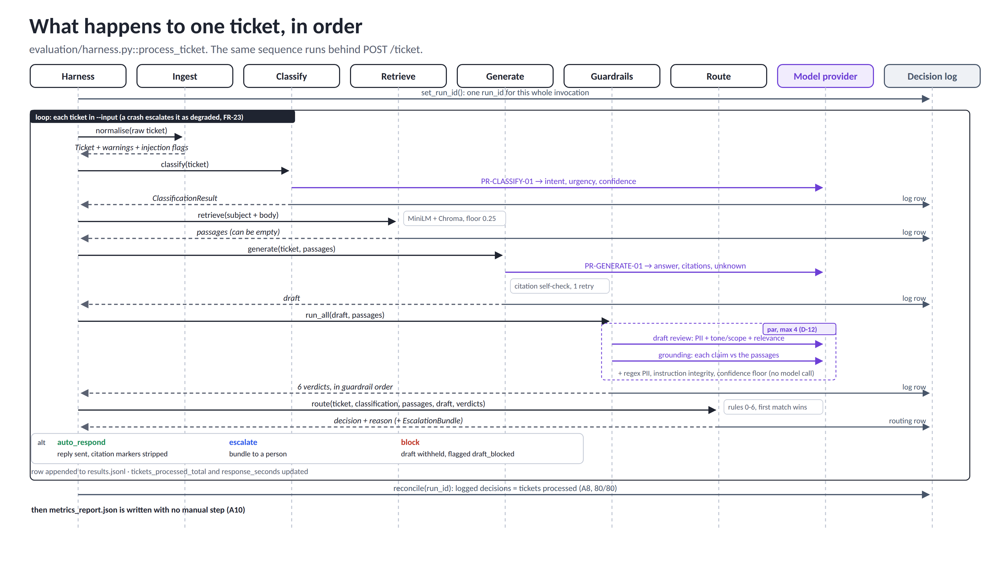 What happens to one ticket, in order
evaluation/harness.py::process_ticket. The same sequence runs behind POST /ticket.
Harness
Ingest
Classify
Retrieve
Generate
Guardrails
Route
Model provider
Decision log
set_run_id(): one run_id for this whole invocation
loop: each ticket in --input (a crash escalates it as degraded, FR-23)
normalise(raw ticket)
Ticket + warnings + injection flags
classify(ticket)
PR-CLASSIFY-01 → intent, urgency, confidence
ClassificationResult
log row
retrieve(subject + body)
MiniLM + Chroma, floor 0.25
passages (can be empty)
log row
generate(ticket, passages)
PR-GENERATE-01 → answer, citations, unknown
citation self-check, 1 retry
draft
log row
run_all(draft, passages)
par, max 4 (D-12)
draft review: PII + tone/scope + relevance
grounding: each claim vs the passages
+ regex PII, instruction integrity, confidence floor (no model call)
6 verdicts, in guardrail order
log row
route(ticket, classification, passages, draft, verdicts)
rules 0-6, first match wins
decision + reason (+ EscalationBundle)
routing row
alt
auto_respond
escalate
block
reply sent, citation markers stripped
bundle to a person
draft withheld, flagged draft_blocked
row appended to results.jsonl · tickets_processed_total and response_seconds updated
reconcile(run_id): logged decisions = tickets processed (A8, 80/80)
then metrics_report.json is written with no manual step (A10)